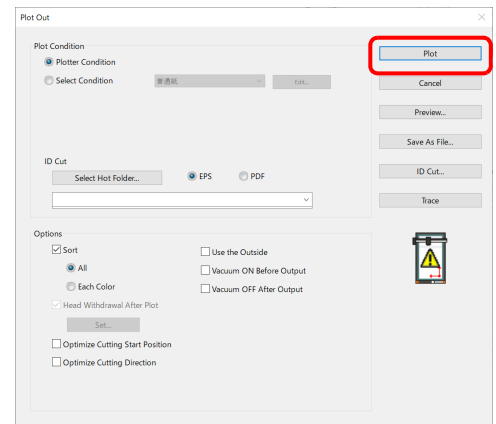 Plot Out
Plot Condition
Plotter Condition
Select Condition
普通紙
Edit...
ID Cut
Select Hot Folder...
EPS
PDF
Options
Sort
All
Each Color
Head Withdrawal After Plot
Set...
Optimize Cutting Start Position
Optimize Cutting Direction
Use the Outside
Vacuum ON Before Output
Vacuum OFF After Output
Plot
Cancel
Preview...
Save As File...
ID Cut...
Trace